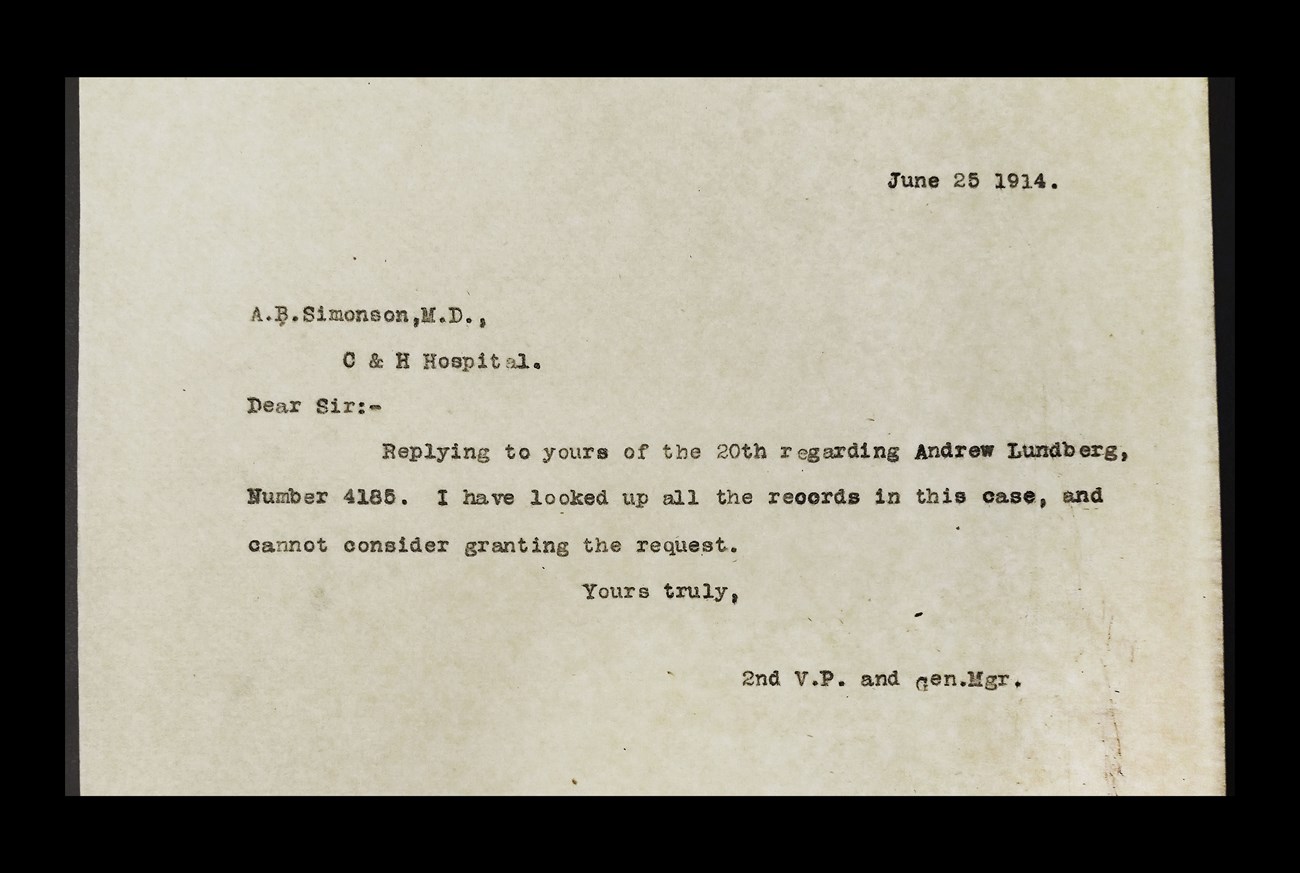 June 25 1914.
A.B.Simonson,M.D.,
C & H Hospital.
Dear Sir:-
Replying to yours of the 20th regarding Andrew Lundberg,
Number 4185. I have looked up all the records in this case, and
cannot consider granting the request.
Yours truly,
2nd V.P. and Gen.Mgr.